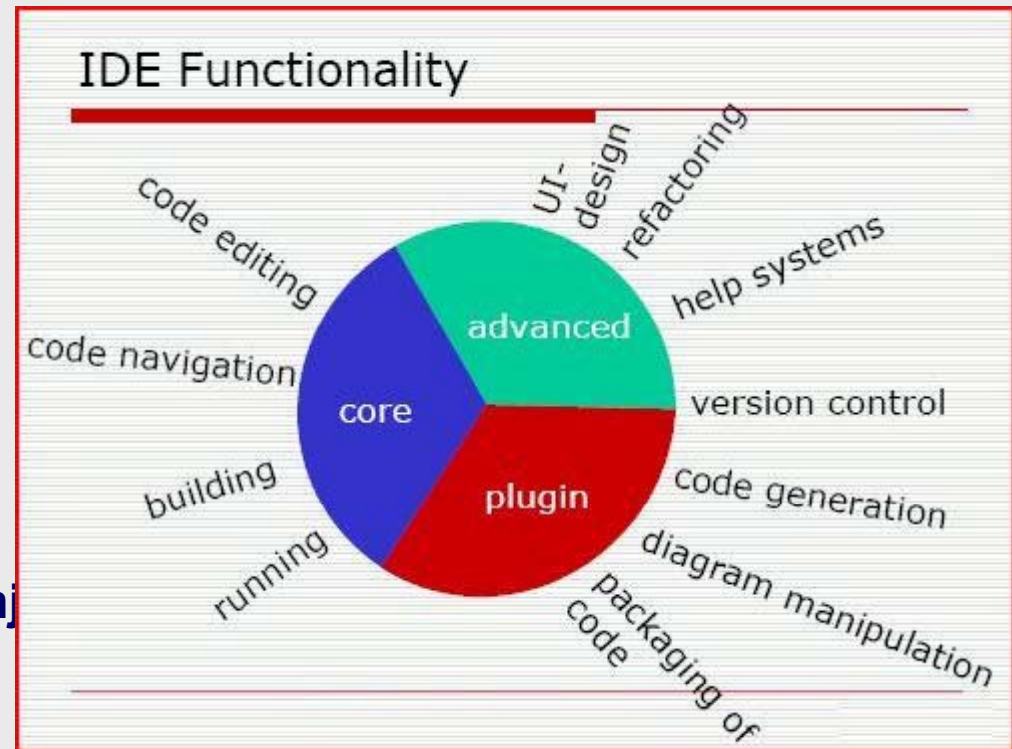 IDE Functionality
UI-
design
refactoring
help systems
version control
code generation
diagram manipulation
packaging of
code
code editing
code navigation
building
running
advanced
core
plugin